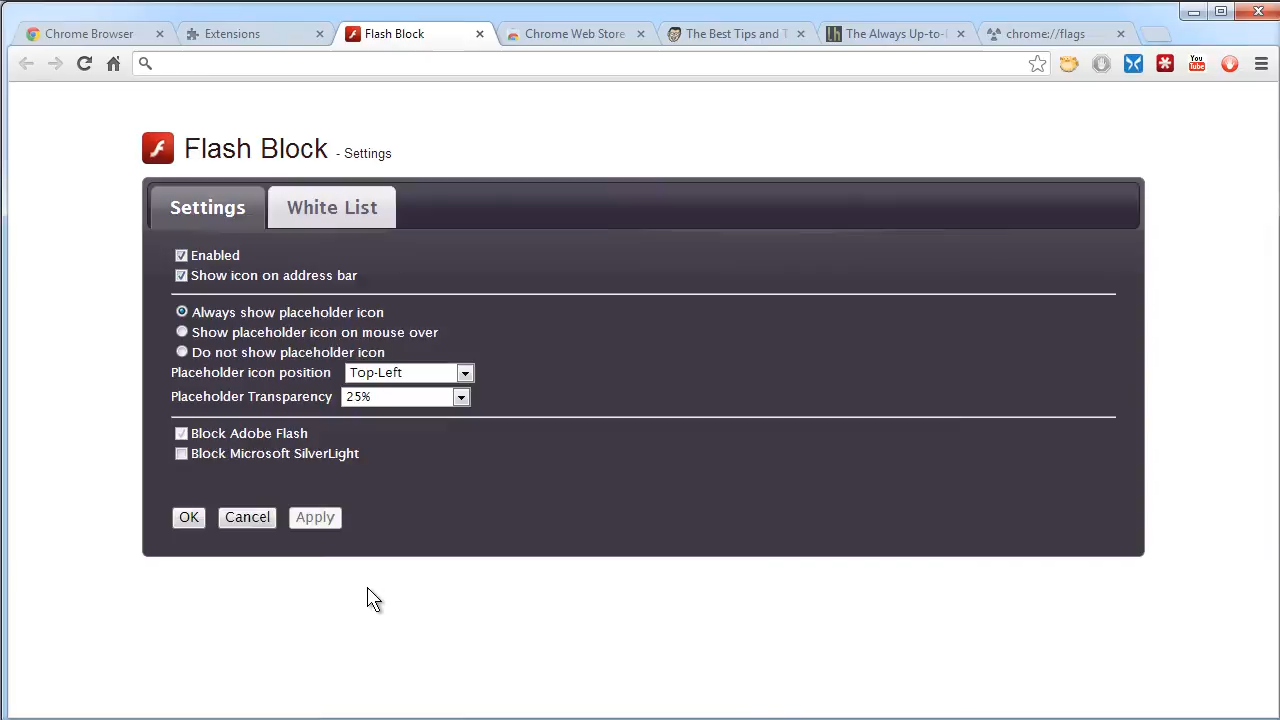 Chrome Browse
Extensions
Flash Block
Chrome Web Store
The Best Tips and T
The Always Up-to
chrome://flags
You
Tube
Flash Block - Settings
Settings
White List
Enabled
Show icon on address bar
Always show placeholder icon
Show placeholder icon on mouse over
Do not show placeholder icon
Placeholder icon position Top-Left
Placeholder Transparency 25%
Block Adobe Flash
Block Microsoft SilverLight
OK Cancel Apply